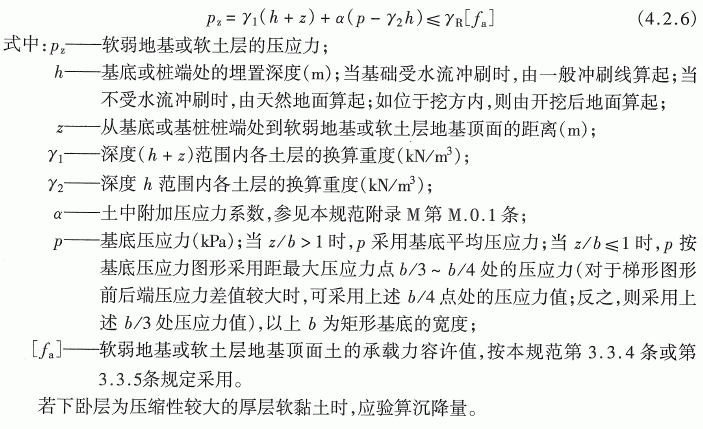 p_z = γ₁(h + z) + α(p − γ₂h) ≤ γ_R[f_a] (4.2.6)
式中:p_z——软弱地基或软土层的压应力;
h——基底或桩端处的埋置深度(m);当基础受水流冲刷时,由一般冲刷线算起;当
不受水流冲刷时,由天然地面算起;如位于挖方内,则由开挖后地面算起;
z——从基底或基桩桩端处到软弱地基或软土层地基顶面的距离(m);
γ₁——深度(h + z)范围内各土层的换算重度(kN/m³);
γ₂——深度 h 范围内各土层的换算重度(kN/m³);
α——土中附加压应力系数,参见本规范附录 M 第 M.0.1 条;
p——基底压应力(kPa);当 z/b > 1 时,p 采用基底平均压应力;当 z/b ≤ 1 时,p 按
基底压应力图形采用距最大压应力点 b/3 ~ b/4 处的压应力(对于梯形图形
前后端压应力差值较大时,可采用上述 b/4 点处的压应力值;反之,则采用上
述 b/3 处压应力值),以上 b 为矩形基底的宽度;
[f_a]——软弱地基或软土层地基顶面土的承载力容许值,按本规范第 3.3.4 条或第
3.3.5条规定采用。
若下卧层为压缩性较大的厚层软黏土时,应验算沉降量。